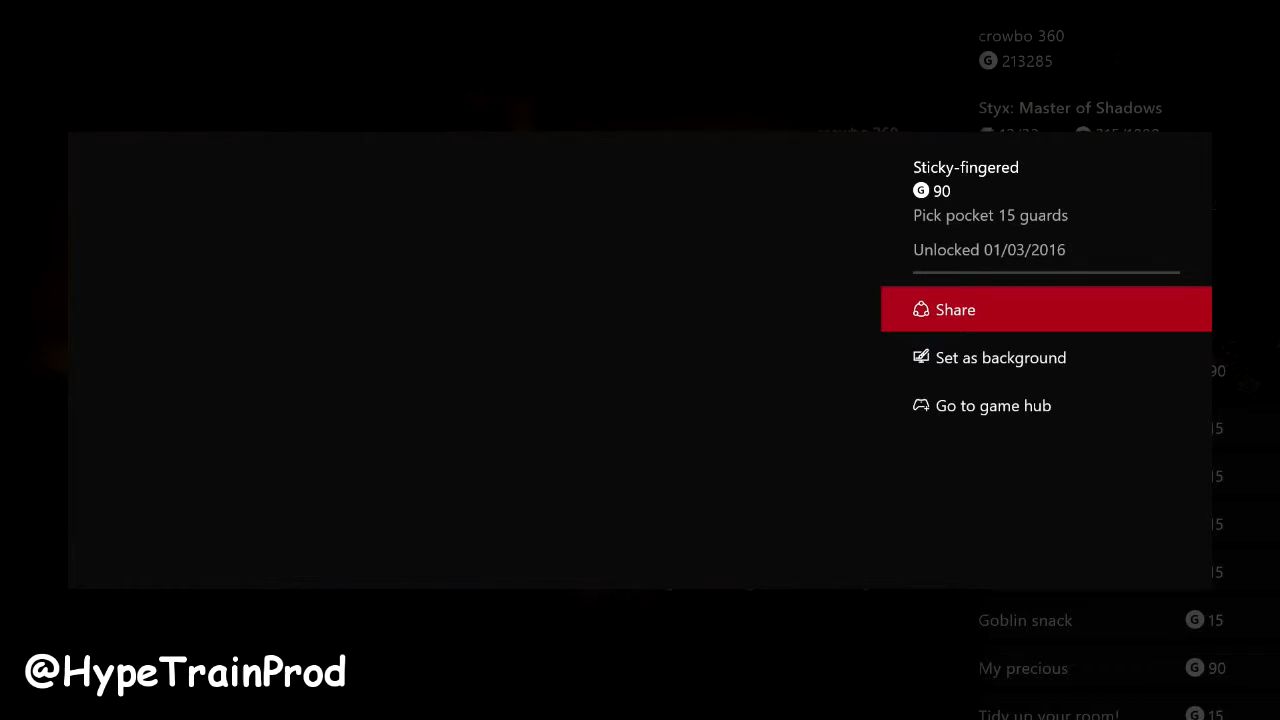 crowbo 360
G 213285
Styx: Master of Shadows
Sticky-fingered
G 90
Pick pocket 15 guards
Unlocked 01/03/2016
Share
Set as background
Go to game hub
90
15
15
15
15
Goblin snack G 15
My precious G 90
Tidy up your room! G 15
@HypeTrainProd